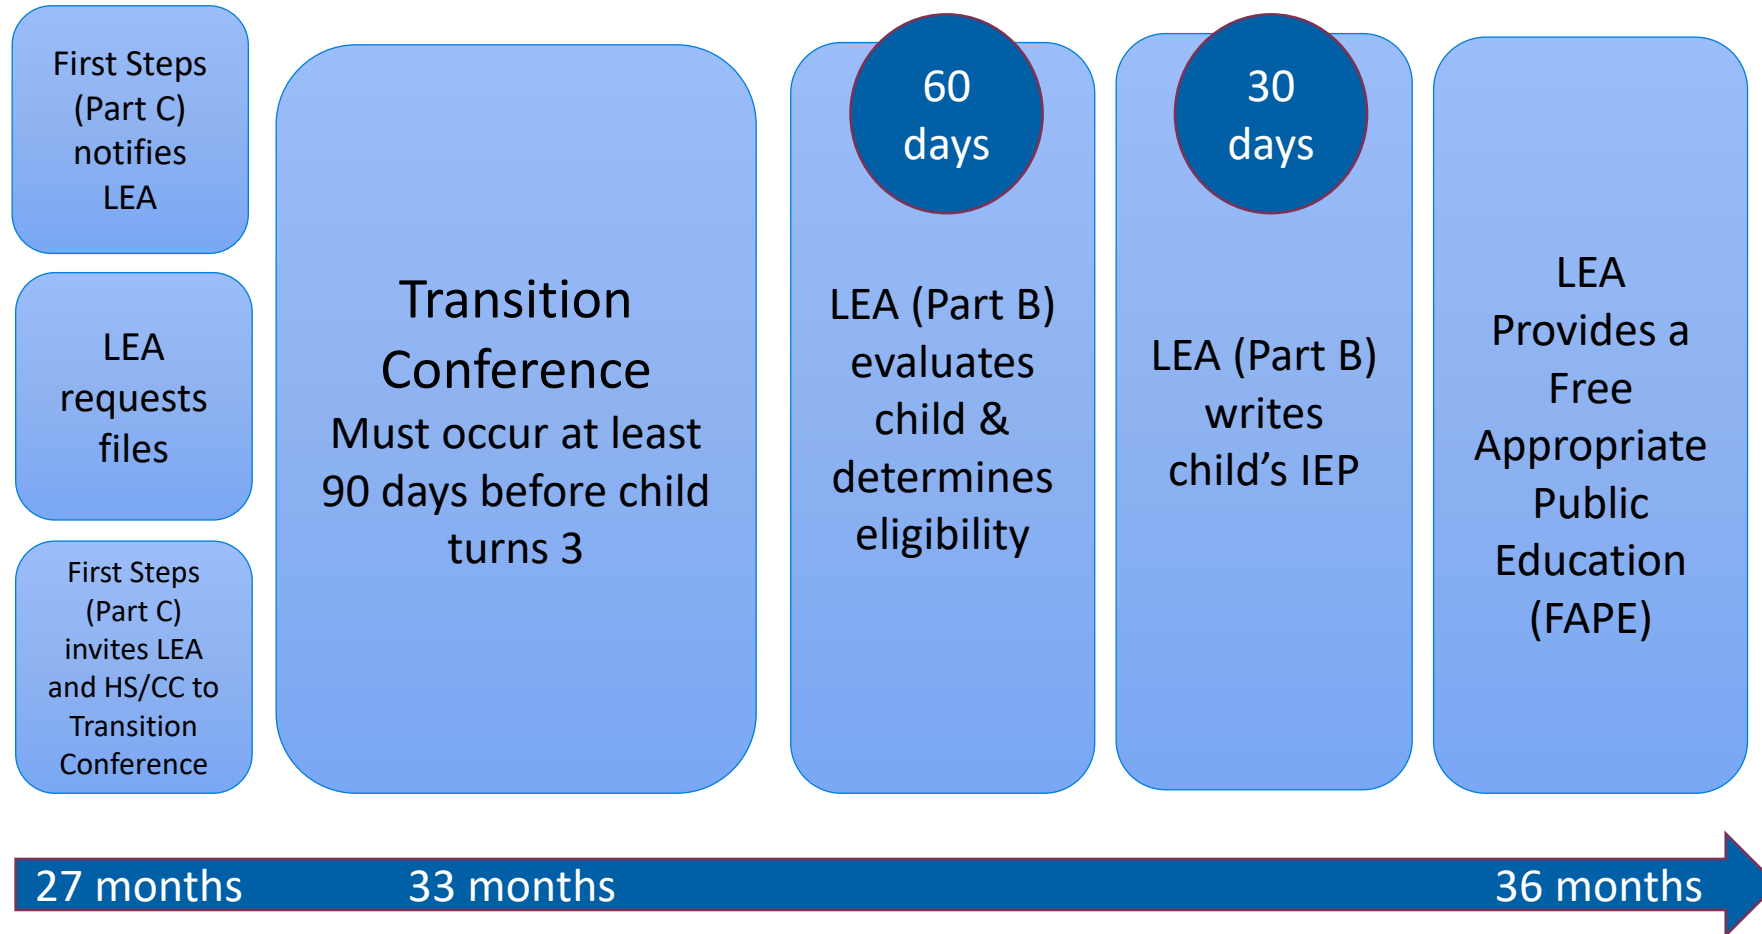 First Steps
(Part C)
notifies
LEA
LEA
requests
files
First Steps
(Part C)
invites LEA
and HS/CC to
Transition
Conference
Transition
Conference
Must occur at least
90 days before child
turns 3
60
days
LEA (Part B)
evaluates
child &
determines
eligibility
30
days
LEA (Part B)
writes
child’s IEP
LEA
Provides a
Free
Appropriate
Public
Education
(FAPE)
27 months
33 months
36 months